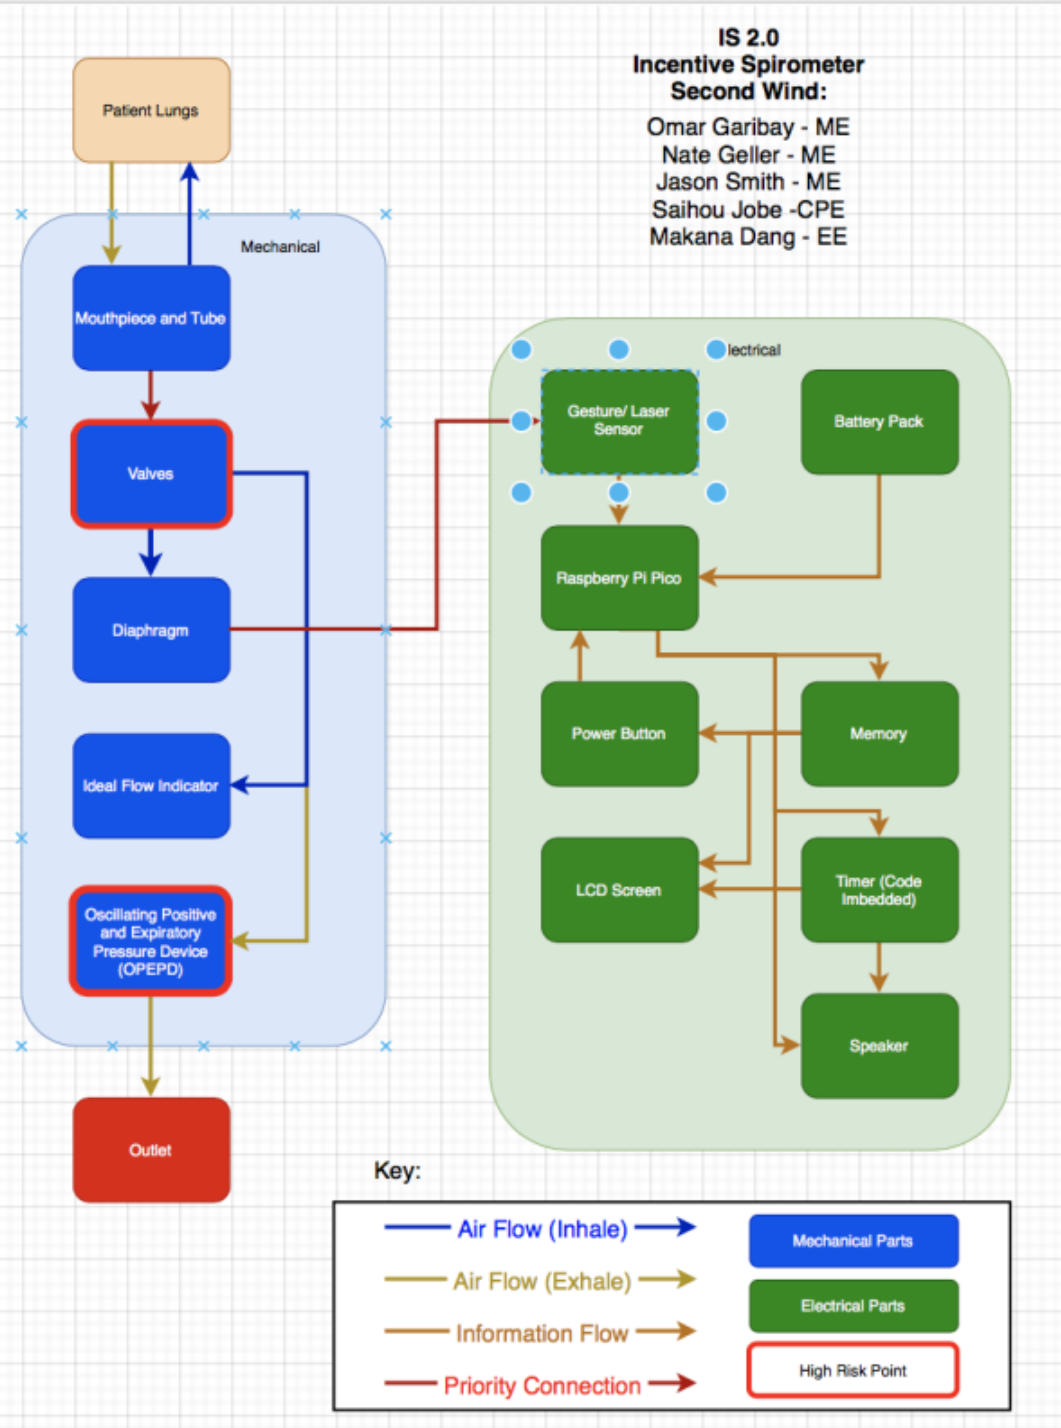 IS 2.0
Incentive Spirometer
Second Wind:
Omar Garibay - ME
Nate Geller - ME
Jason Smith - ME
Saihou Jobe -CPE
Makana Dang - EE
Patient Lungs
Mechanical
Mouthpiece and Tube
Valves
Diaphragm
Ideal Flow Indicator
Oscillating Positive
and Expiratory
Pressure Device
(OPEPD)
Outlet
lectrical
Gesture/ Laser
Sensor
Battery Pack
Raspberry Pi Pico
Power Button
Memory
LCD Screen
Timer (Code
Imbedded)
Speaker
Key:
Air Flow (Inhale)
Air Flow (Exhale)
Information Flow
Priority Connection
Mechanical Parts
Electrical Parts
High Risk Point